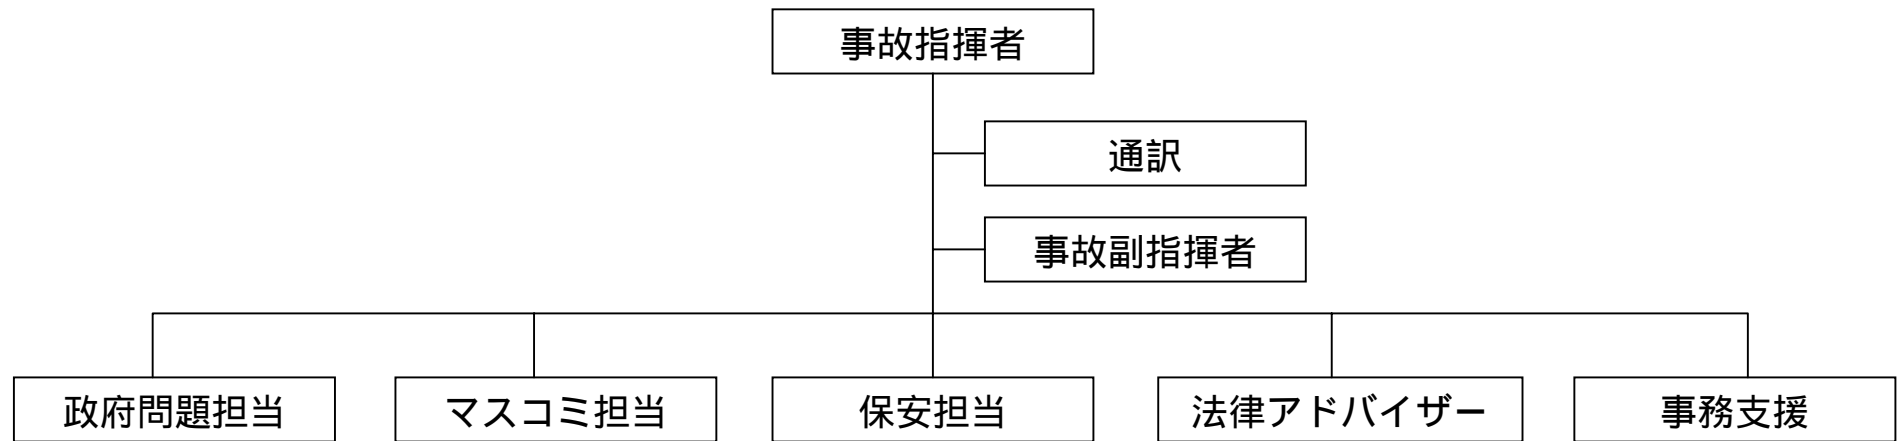 事故指揮者
通訳
事故副指揮者
政府問題担当
マスコミ担当
保安担当
法律アドバイザー
事務支援